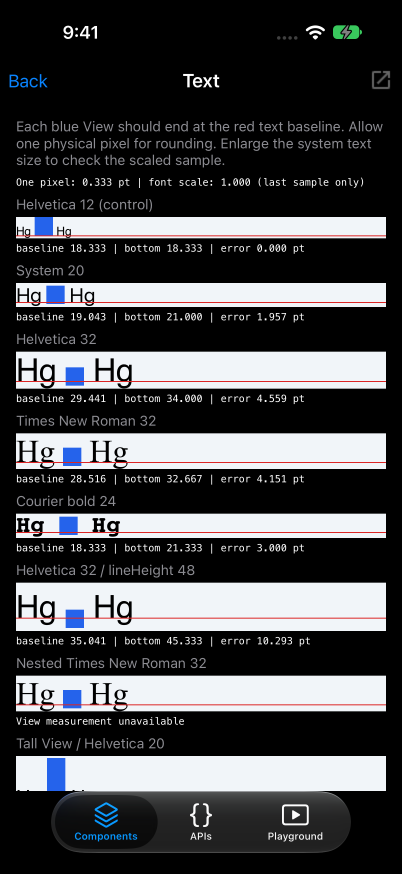 9:41
Back
Text
Each blue View should end at the red text baseline. Allow
one physical pixel for rounding. Enlarge the system text
size to check the scaled sample.
One pixel: 0.333 pt | font scale: 1.000 (last sample only)
Helvetica 12 (control)
Hg Hg
baseline 18.333 | bottom 18.333 | error 0.000 pt
System 20
Hg Hg
baseline 19.043 | bottom 21.000 | error 1.957 pt
Helvetica 32
Hg Hg
baseline 29.441 | bottom 34.000 | error 4.559 pt
Times New Roman 32
Hg Hg
baseline 28.516 | bottom 32.667 | error 4.151 pt
Courier bold 24
Hg Hg
baseline 18.333 | bottom 21.333 | error 3.000 pt
Helvetica 32 / lineHeight 48
Hg Hg
baseline 35.041 | bottom 45.333 | error 10.293 pt
Nested Times New Roman 32
Hg Hg
View measurement unavailable
Tall View / Helvetica 20
Components
APIs
Playground